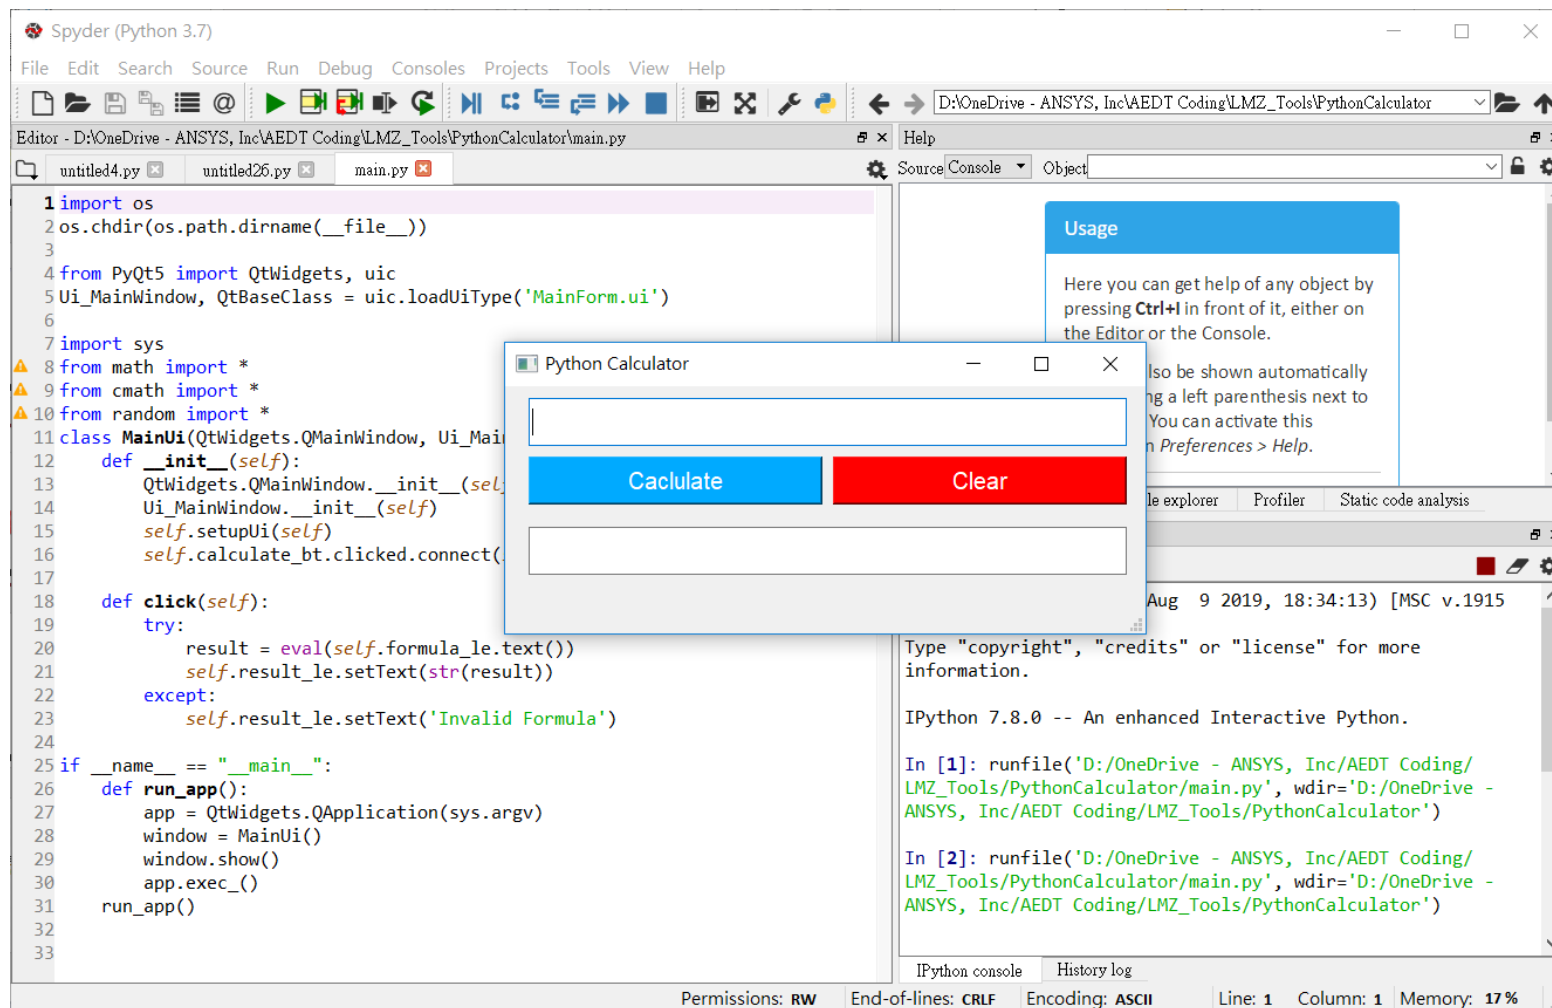 Spyder (Python 3.7)
File Edit Search Source Run Debug Consoles Projects Tools View Help
D:\OneDrive - ANSYS, Inc\AEDT Coding\LMZ_Tools\PythonCalculator
Editor - D:\OneDrive - ANSYS, Inc\AEDT Coding\LMZ_Tools\PythonCalculator\main.py
untitled4.py untitled26.py main.py
1 import os
2 os.chdir(os.path.dirname(__file__))
3
4 from PyQt5 import QtWidgets, uic
5 Ui_MainWindow, QtBaseClass = uic.loadUiType('MainForm.ui')
6
7 import sys
8 from math import *
9 from cmath import *
10 from random import *
11 class MainUi(QtWidgets.QMainWindow, Ui_Mai
12 def __init__(self):
13 QtWidgets.QMainWindow.__init__(sel
14 Ui_MainWindow.__init__(self)
15 self.setupUi(self)
16 self.calculate_bt.clicked.connect(
17
18 def click(self):
19 try:
20 result = eval(self.formula_le.text())
21 self.result_le.setText(str(result))
22 except:
23 self.result_le.setText('Invalid Formula')
24
25 if __name__ == "__main__":
26 def run_app():
27 app = QtWidgets.QApplication(sys.argv)
28 window = MainUi()
29 window.show()
30 app.exec_()
31 run_app()
32
33
Python Calculator
Caclulate Clear
Help
Source Console Object
Usage
Here you can get help of any object by
pressing Ctrl+I in front of it, either on
the Editor or the Console.
lso be shown automatically
ng a left parenthesis next to
You can activate this
n Preferences > Help.
le explorer Profiler Static code analysis
Aug 9 2019, 18:34:13) [MSC v.1915
Type "copyright", "credits" or "license" for more
information.
IPython 7.8.0 -- An enhanced Interactive Python.
In [1]: runfile('D:/OneDrive - ANSYS, Inc/AEDT Coding/
LMZ_Tools/PythonCalculator/main.py', wdir='D:/OneDrive -
ANSYS, Inc/AEDT Coding/LMZ_Tools/PythonCalculator')
In [2]: runfile('D:/OneDrive - ANSYS, Inc/AEDT Coding/
LMZ_Tools/PythonCalculator/main.py', wdir='D:/OneDrive -
ANSYS, Inc/AEDT Coding/LMZ_Tools/PythonCalculator')
IPython console History log
Permissions: RW End-of-lines: CRLF Encoding: ASCII Line: 1 Column: 1 Memory: 17 %